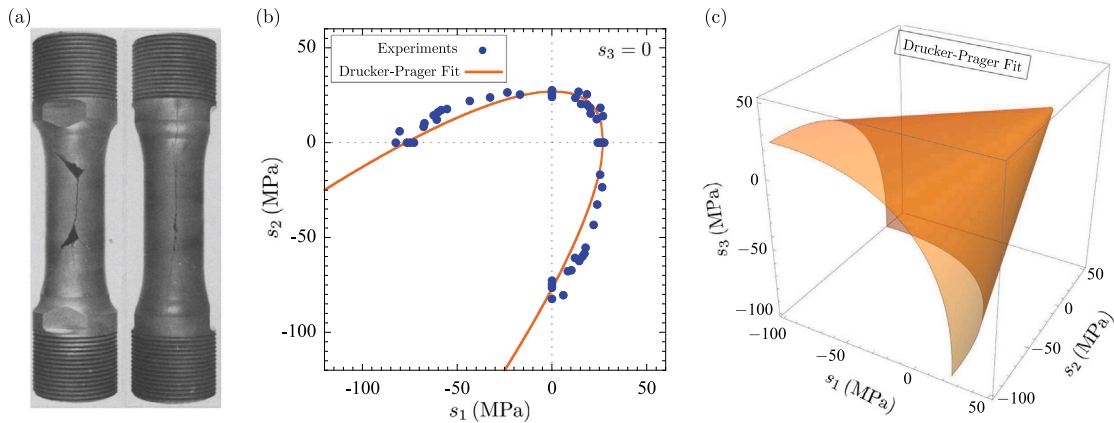 (a)
(b)
Experiments
Drucker-Prager Fit
s₃ = 0
50
0
-50
-100
s₂ (MPa)
-100
-50
0
50
s₁ (MPa)
(c)
Drucker-Prager Fit
50
0
−50
−100
s₃ (MPa)
−100
−50
0
50
s₁ (MPa)
50
0
−50
−100
s₂ (MPa)